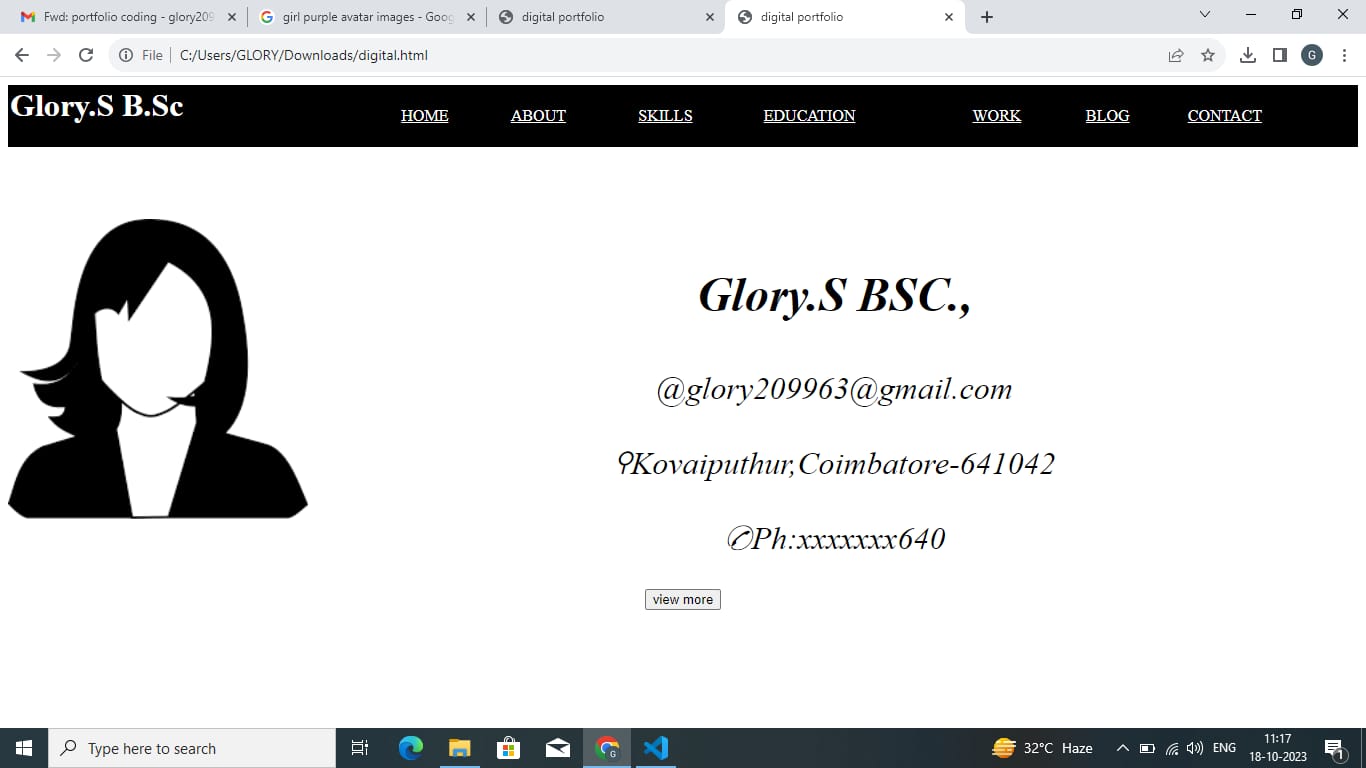 Fwd: portfolio coding - glory209
girl purple avatar images - Goog
digital portfolio
digital portfolio
File
C:/Users/GLORY/Downloads/digital.html
G
Glory.S B.Sc
HOME ABOUT SKILLS EDUCATION WORK BLOG CONTACT
Glory.S BSC.,
@glory209963@gmail.com
⚲Kovaiputhur,Coimbatore-641042
✆Ph:xxxxxxx640
view more
Type here to search
G
32°C Haze
ENG
11:17
18-10-2023
1